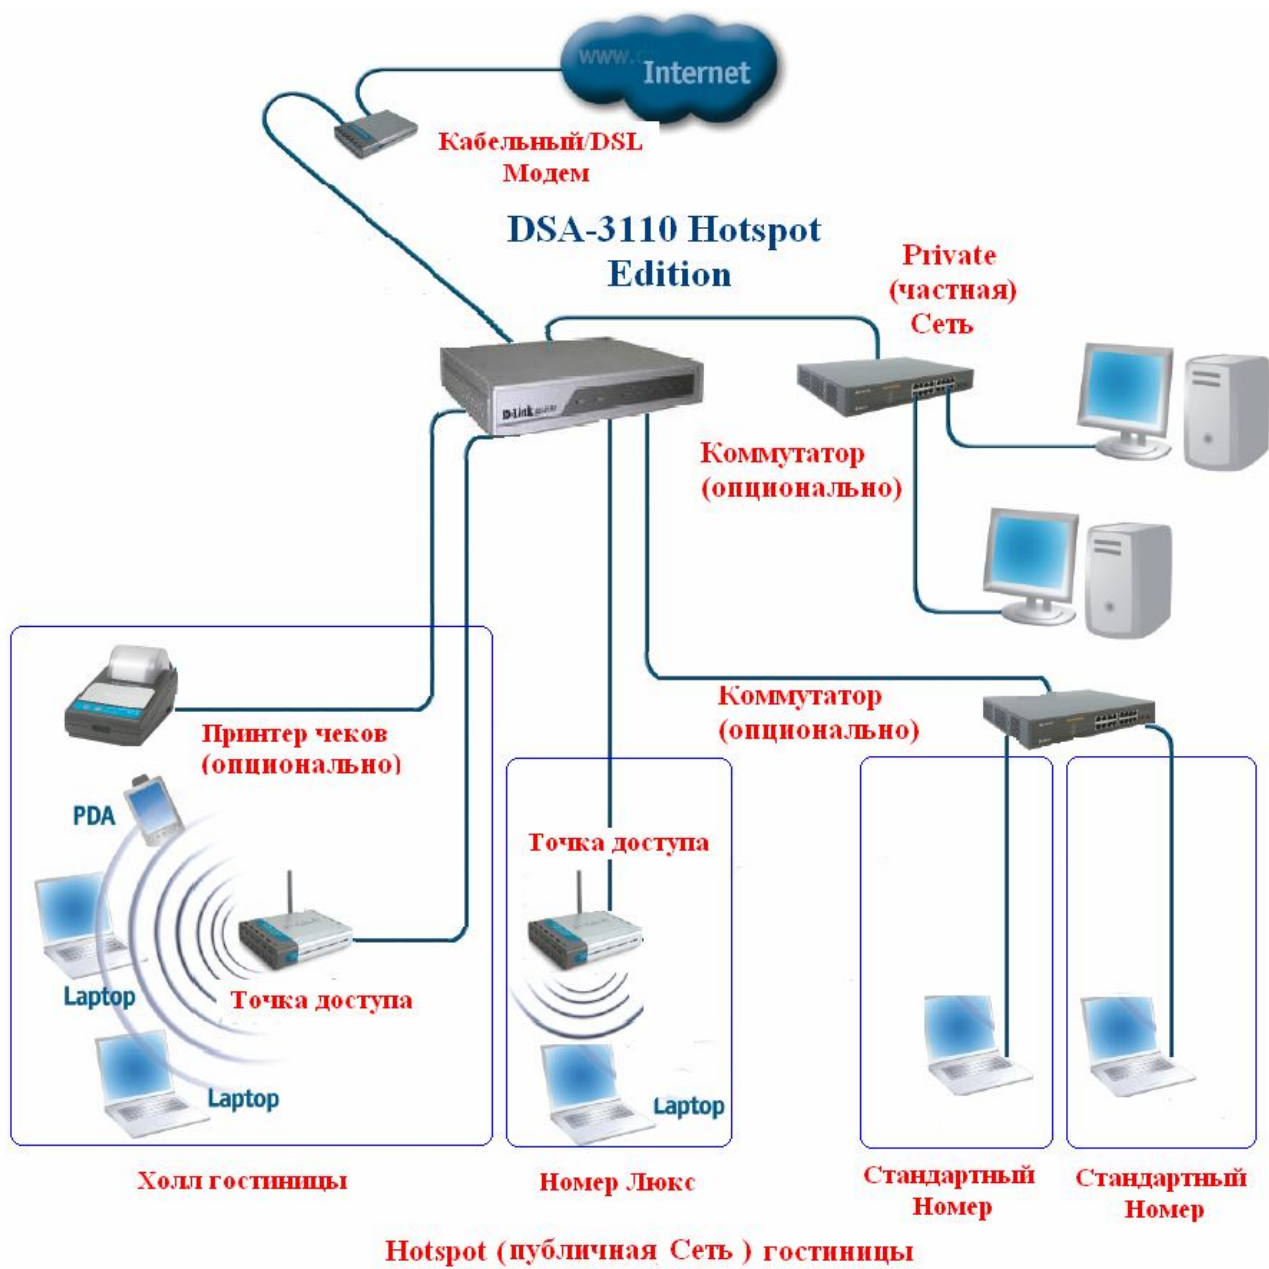 www.
Internet
Кабельный/DSL
Модем
DSA-3110 Hotspot
Edition
Private
(частная)
Сеть
D-Link
Коммутатор
(опционально)
Коммутатор
(опционально)
Принтер чеков
(опционально)
PDA
Точка доступа
Laptop
Точка доступа
Laptop
Laptop
Холл гостиницы
Номер Люкс
Стандартный
Номер
Стандартный
Номер
Hotspot (публичная Сеть ) гостиницы